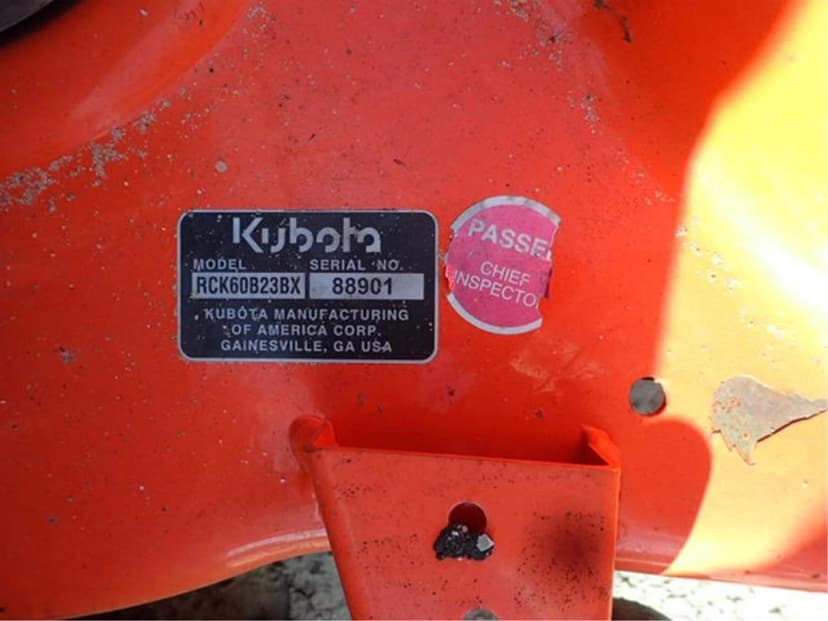 Kubota
MODEL SERIAL NO.
RCK60B23BX 88901
KUBOTA MANUFACTURING
OF AMERICA CORP.
GAINESVILLE, GA USA
PASSE
CHIEF
INSPECTO